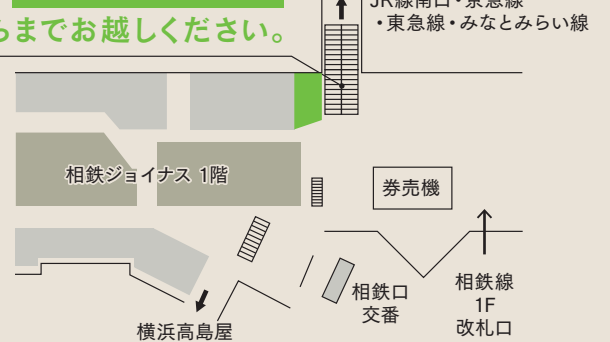 JR線南口・京急線
・東急線・みなとみらい線
らまでお越しください。
相鉄ジョイナス 1階
券売機
相鉄口
交番
相鉄線
1F
改札口
横浜高島屋